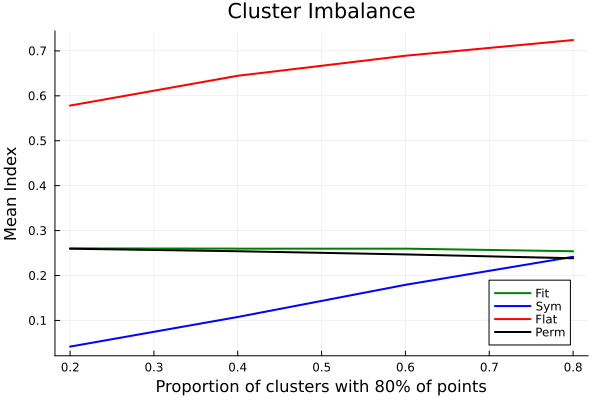 Cluster Imbalance
Mean Index
0.7
0.6
0.5
0.4
0.3
0.2
0.1
0.2 0.3 0.4 0.5 0.6 0.7 0.8
Proportion of clusters with 80% of points
Fit
Sym
Flat
Perm